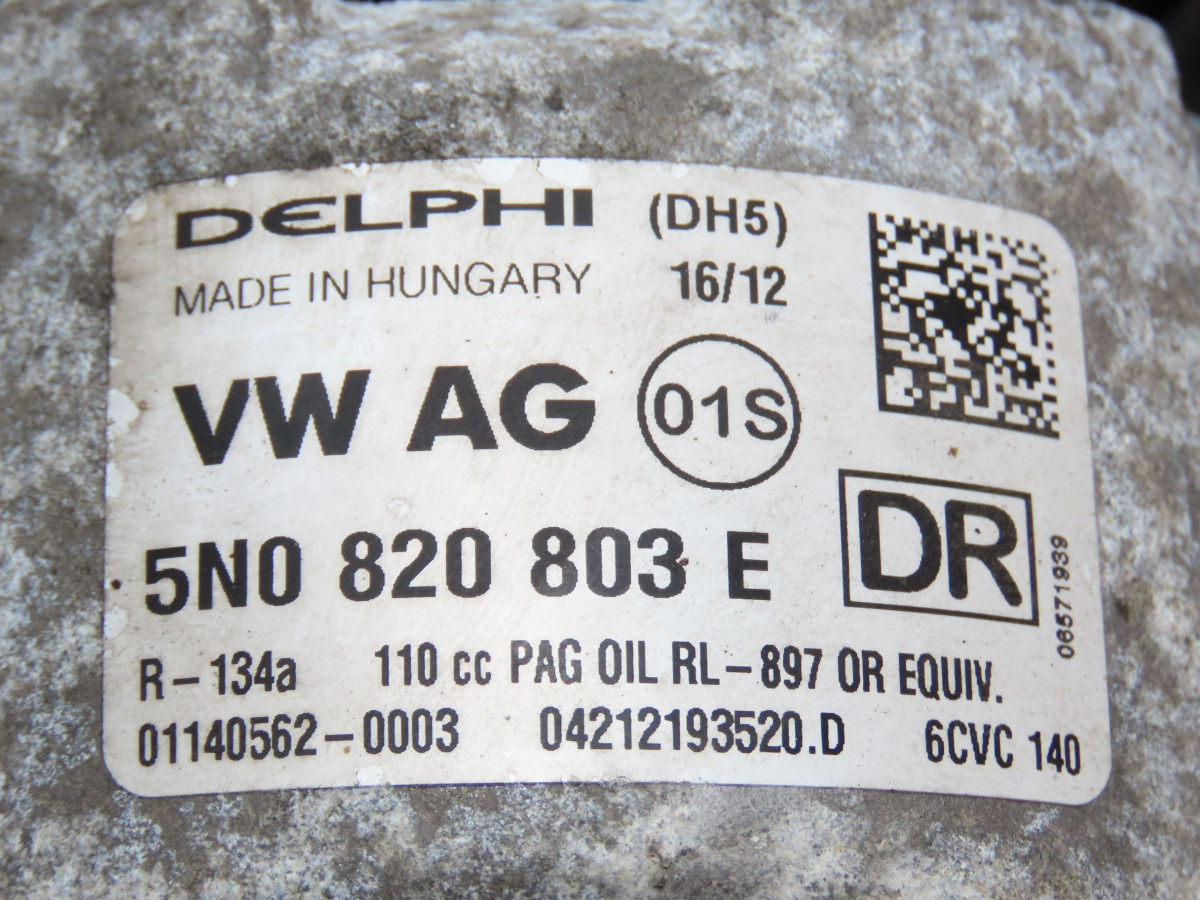 DELPHI (DH5)
MADE IN HUNGARY 16/12
VW AG 01S
5N0 820 803 E DR
06571939
R-134a 110 cc PAG OIL RL-897 OR EQUIV.
01140562-0003 04212193520.D 6CVC 140